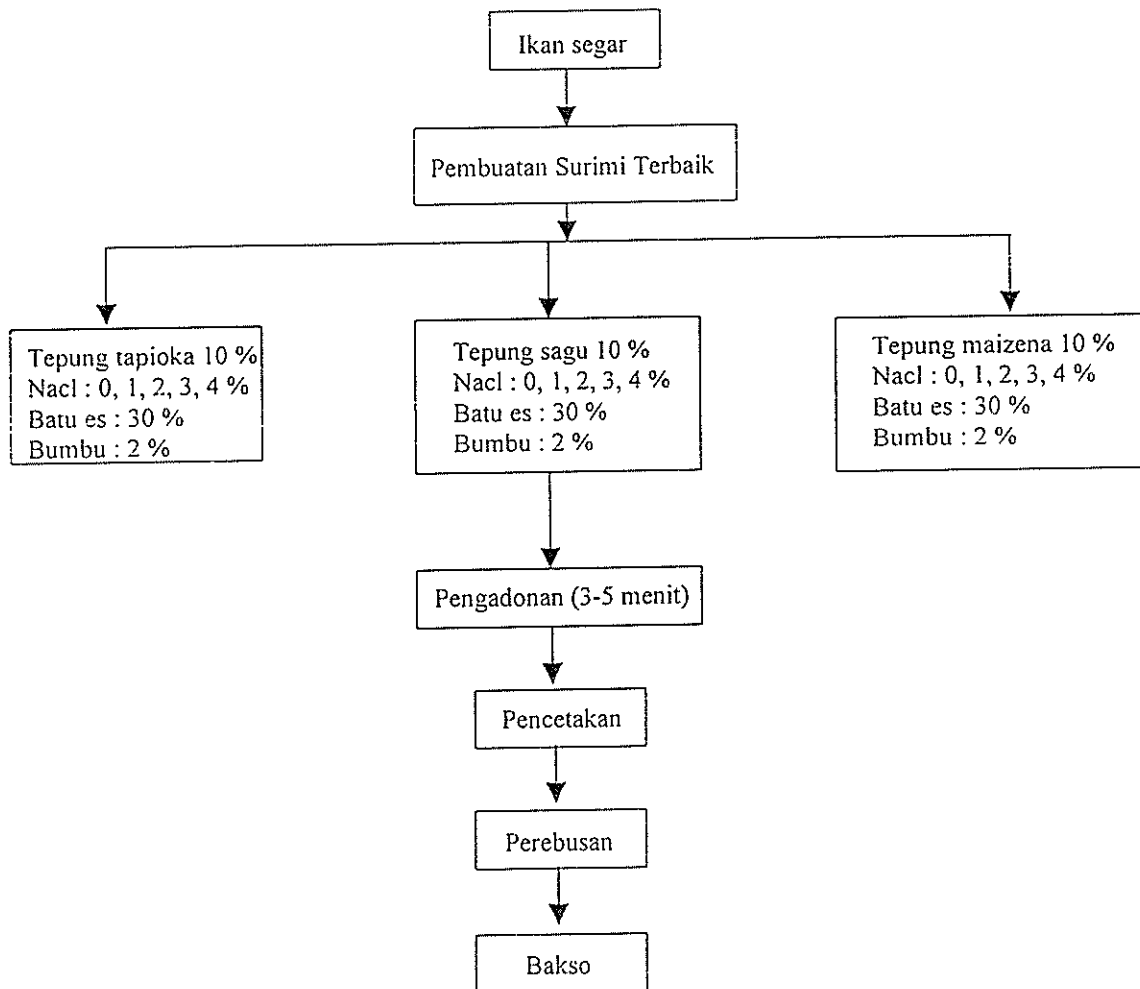 Ikan segar
Pembuatan Surimi Terbaik
Tepung tapioka 10 %
Nacl : 0, 1, 2, 3, 4 %
Batu es : 30 %
Bumbu : 2 %
Tepung sagu 10 %
Nacl : 0, 1, 2, 3, 4 %
Batu es : 30 %
Bumbu : 2 %
Tepung maizena 10 %
Nacl : 0, 1, 2, 3, 4 %
Batu es : 30 %
Bumbu : 2 %
Pengadonan (3-5 menit)
Pencetakan
Perebusan
Bakso